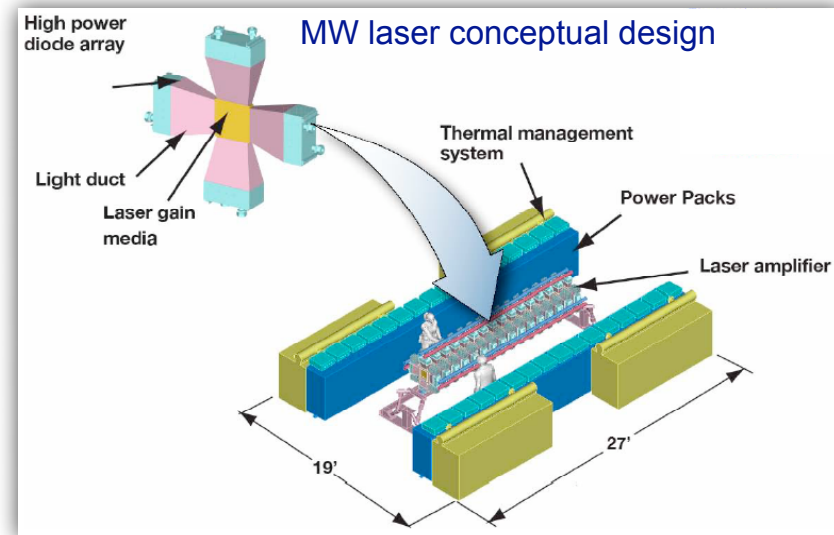 MW laser conceptual design
High power
diode array
Light duct
Laser gain
media
Thermal management
system
Power Packs
Laser amplifier
19’
27’